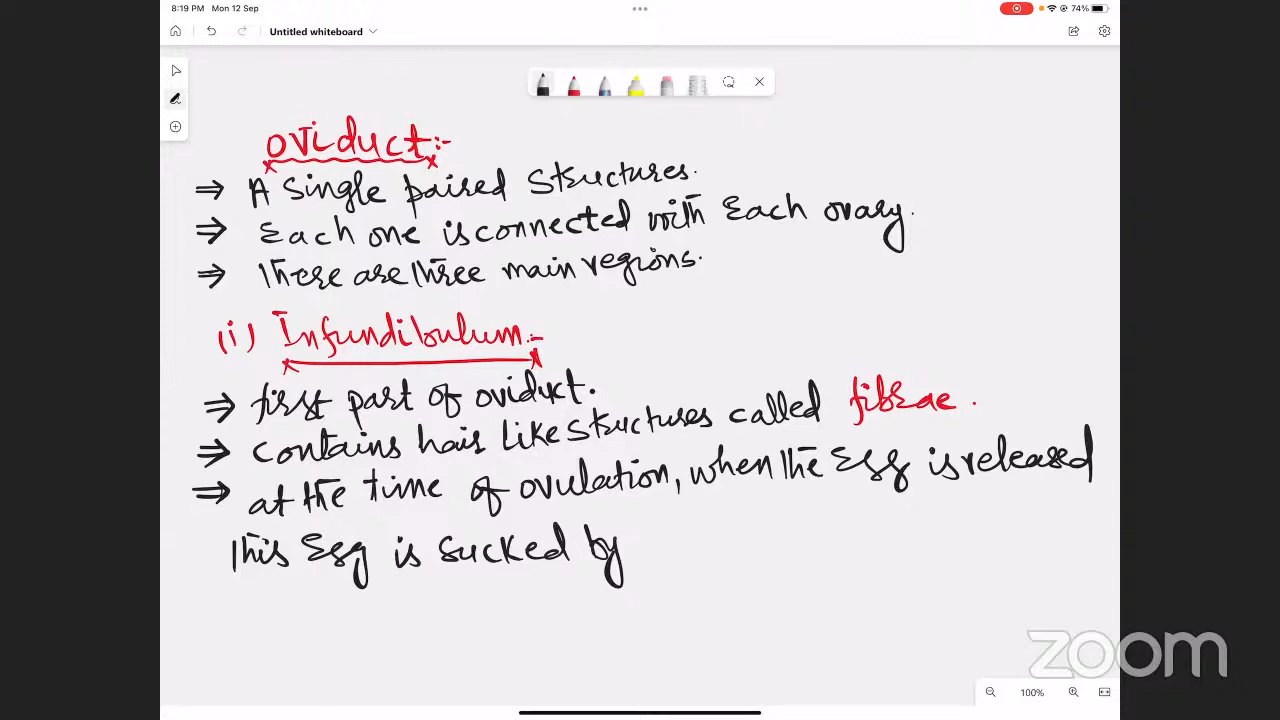 8:19 PM Mon 12 Sep
74%
Untitled whiteboard
oviduct:-
⇒ A single paired structures.
⇒ Each one is connected with Each ovary.
⇒ There are three main regions.
(i) Infundibulum:-
⇒ first part of oviduct.
⇒ contains hair like structures called fibrae.
⇒ at the time of ovulation, when the Egg is released
This Egg is sucked by
zoom
100%